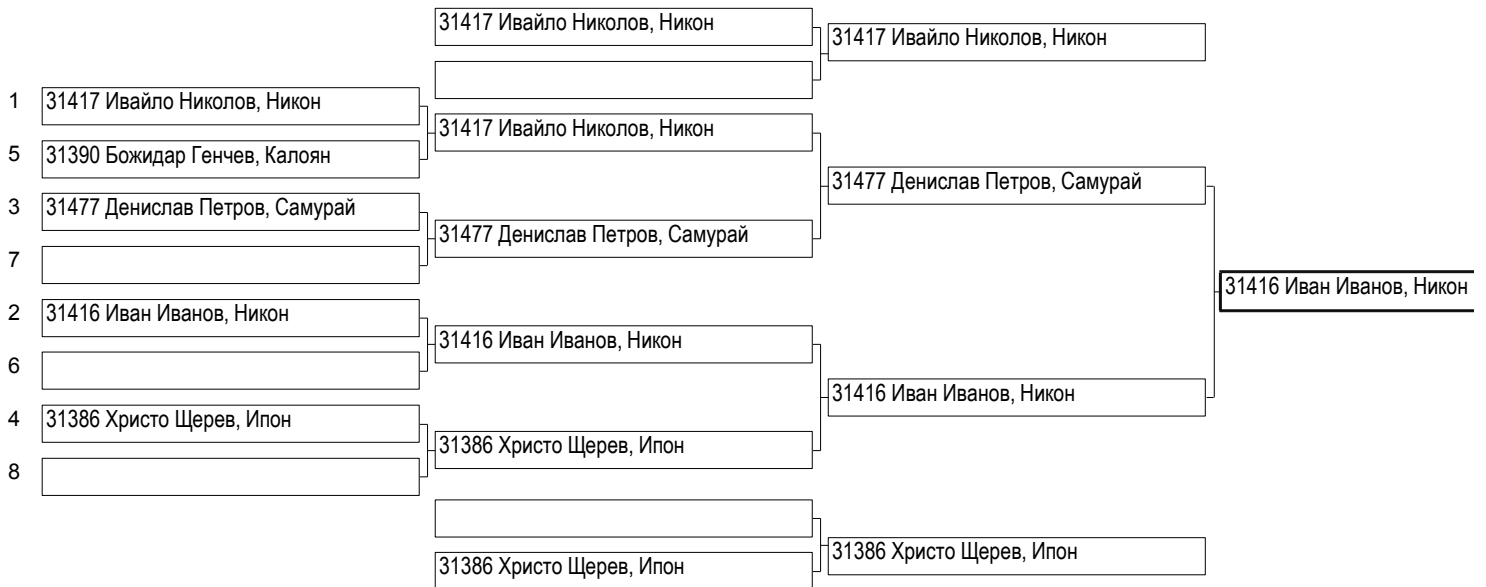 31417 Ивайло Николов, Никон
31417 Ивайло Николов, Никон
1 31417 Ивайло Николов, Никон
31417 Ивайло Николов, Никон
5 31390 Божидар Генчев, Калоян
31477 Денислав Петров, Самурай
3 31477 Денислав Петров, Самурай
31477 Денислав Петров, Самурай
7
31416 Иван Иванов, Никон
2 31416 Иван Иванов, Никон
31416 Иван Иванов, Никон
6
31416 Иван Иванов, Никон
4 31386 Христо Щерев, Ипон
31386 Христо Щерев, Ипон
8
31386 Христо Щерев, Ипон
31386 Христо Щерев, Ипон